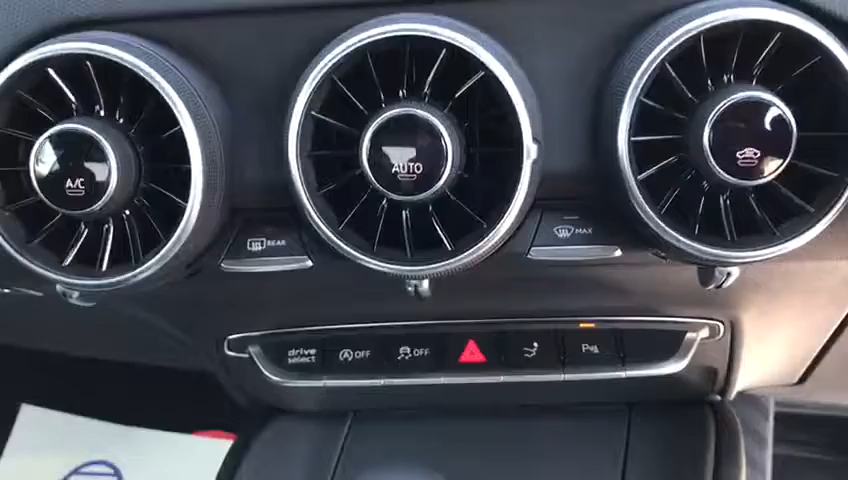 A/C
AUTO
REAR
MAX
drive
select
A OFF
OFF
P